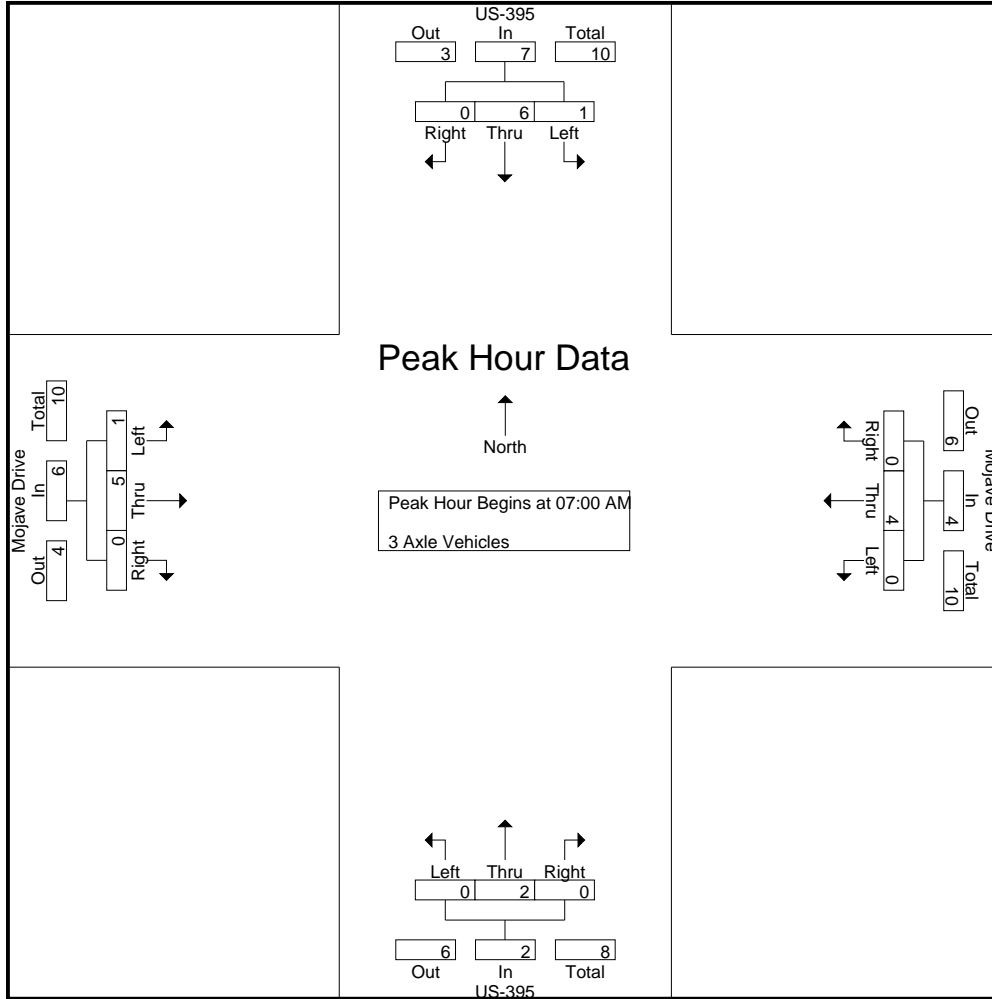 US-395
Out In Total
3 7 10
0 6 1
Right Thru Left
Peak Hour Data
North
Peak Hour Begins at 07:00 AM
3 Axle Vehicles
Mojave Drive
Total In Out
10 6 4
1 5 0
Left Thru Right
Right Thru Left
0 4 0
Out In Total
6 4 10
Mojave Drive
Left Thru Right
0 2 0
6 2 8
Out In Total
US-395